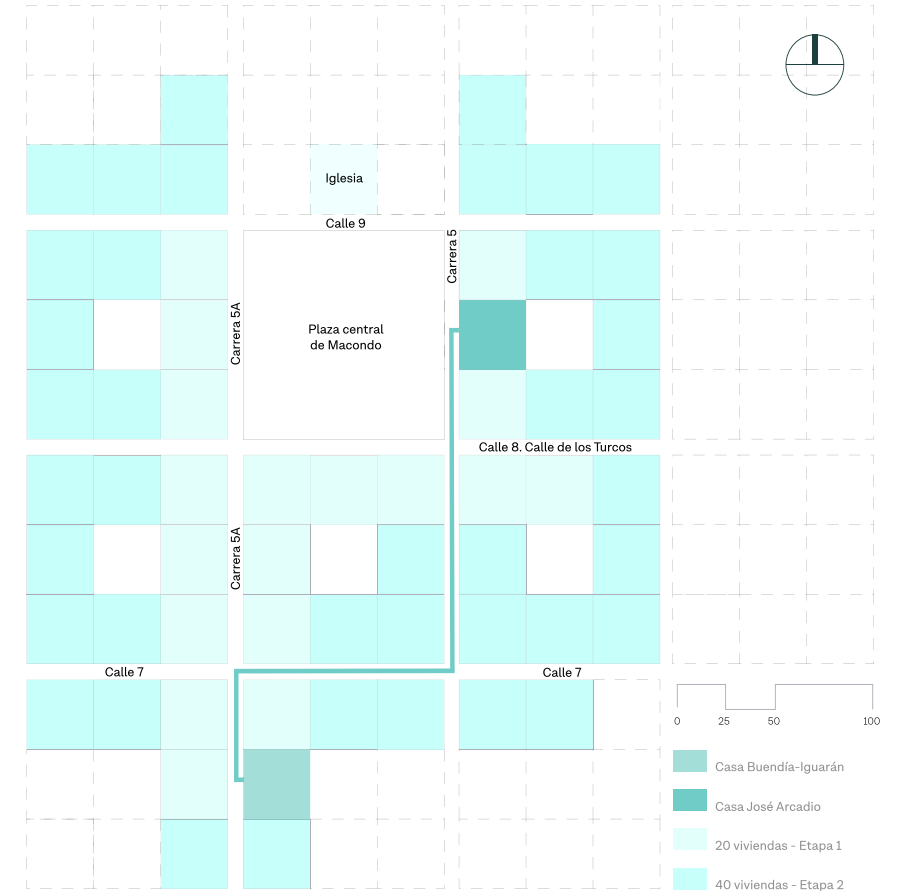 Iglesia
Calle 9
Carrera 5
Carrera 5A
Plaza central
de Macondo
Calle 8. Calle de los Turcos
Carrera 5A
Calle 7
Calle 7
0 25 50 100
Casa Buendía-Iguarán
Casa José Arcadio
20 viviendas - Etapa 1
40 viviendas - Etapa 2